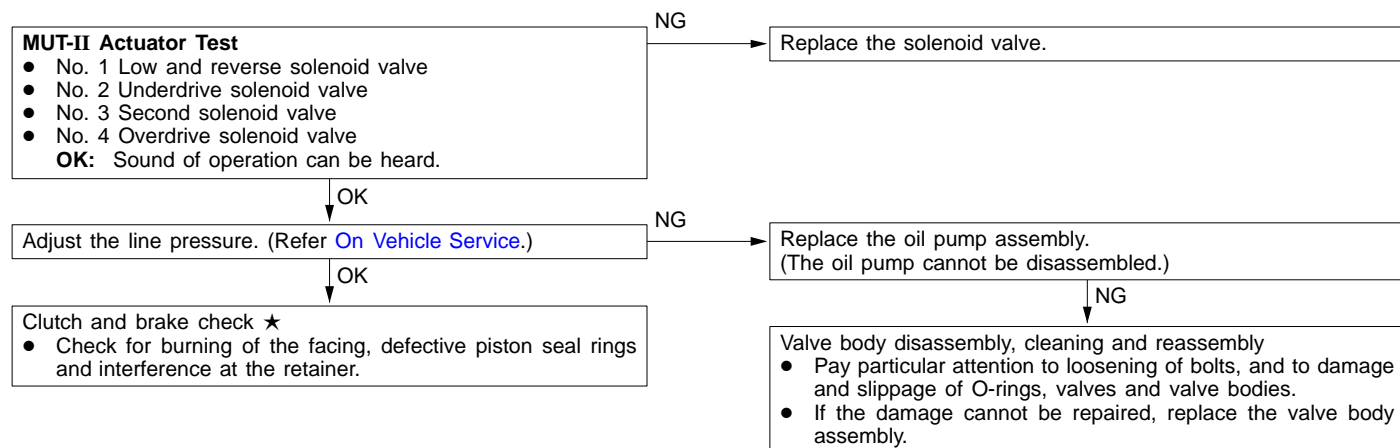 MUT-II Actuator Test
● No. 1 Low and reverse solenoid valve
● No. 2 Underdrive solenoid valve
● No. 3 Second solenoid valve
● No. 4 Overdrive solenoid valve
OK: Sound of operation can be heard.
NG
Replace the solenoid valve.
OK
Adjust the line pressure. (Refer On Vehicle Service.)
NG
Replace the oil pump assembly.
(The oil pump cannot be disassembled.)
OK
NG
Clutch and brake check ★
● Check for burning of the facing, defective piston seal rings
and interference at the retainer.
Valve body disassembly, cleaning and reassembly
● Pay particular attention to loosening of bolts, and to damage
and slippage of O-rings, valves and valve bodies.
● If the damage cannot be repaired, replace the valve body
assembly.